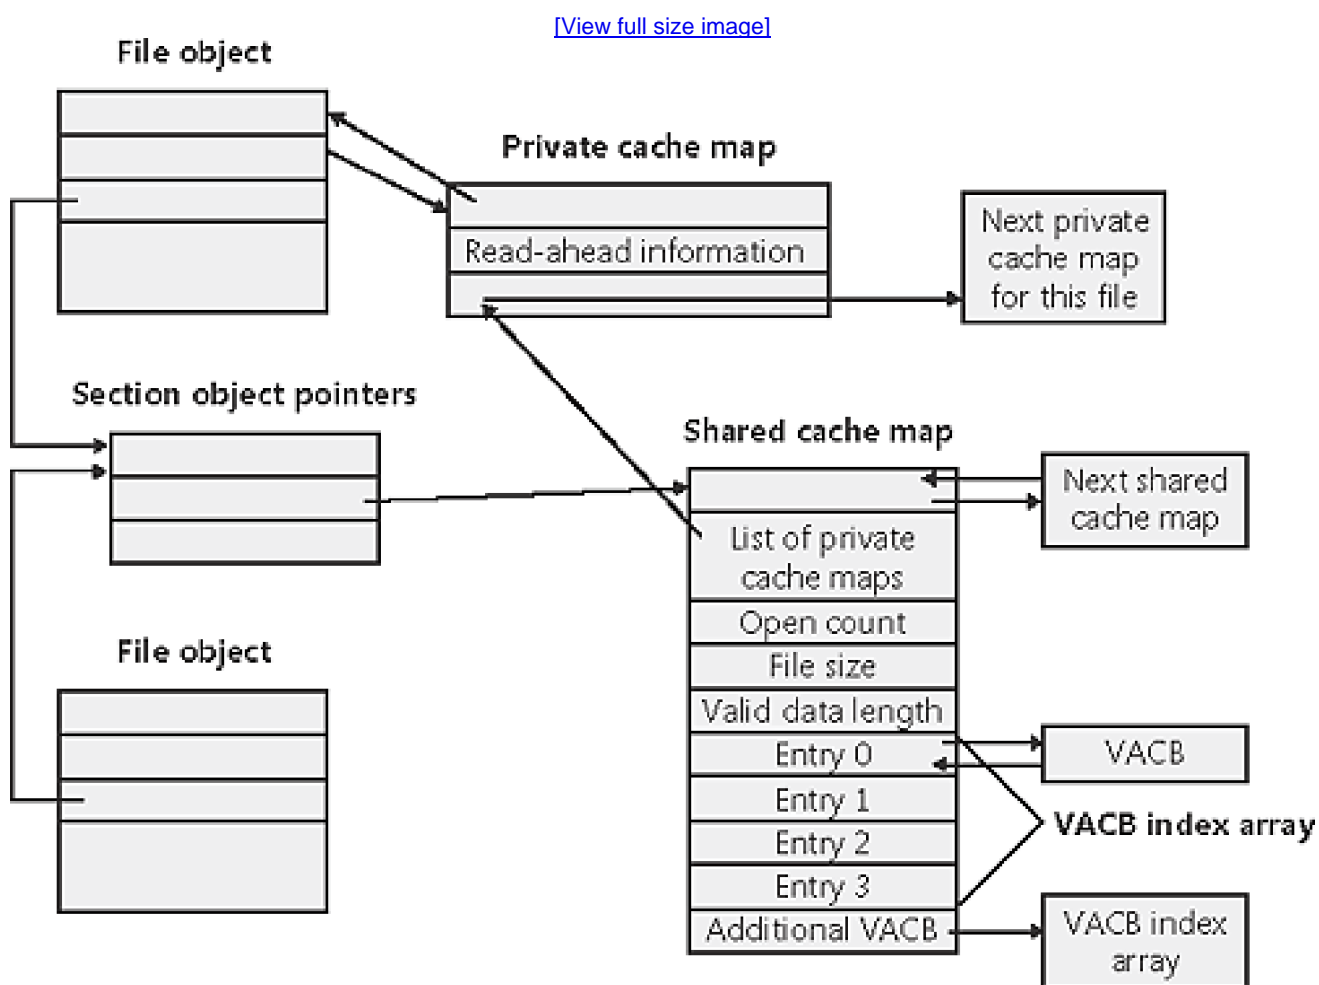 [View full size image]
File object
Private cache map
Read-ahead information
Next private
cache map
for this file
Section object pointers
Shared cache map
List of private
cache maps
Open count
File size
Valid data length
Entry 0
Entry 1
Entry 2
Entry 3
Additional VACB
Next shared
cache map
VACB
VACB index array
VACB index
array
File object